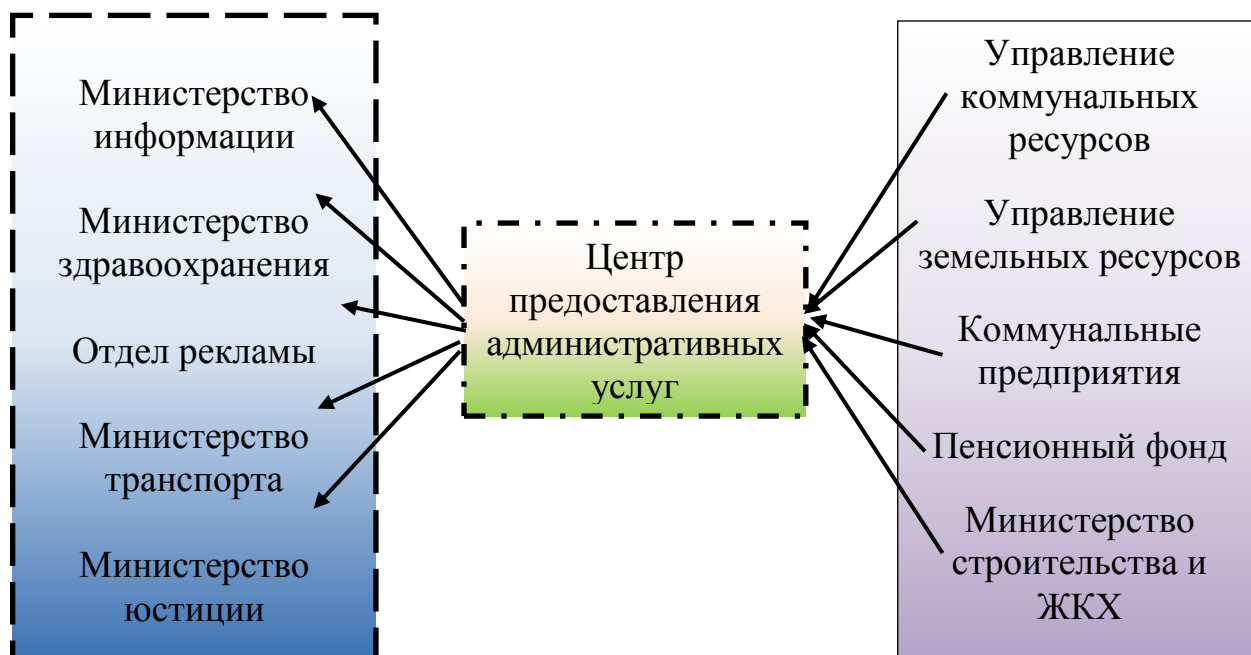 Министерство
информации
Министерство
здравоохранения
Отдел рекламы
Министерство
транспорта
Министерство
юстиции
Центр
предоставления
административных
услуг
Управление
коммунальных
ресурсов
Управление
земельных ресурсов
Коммунальные
предприятия
Пенсионный фонд
Министерство
строительства и
ЖКХ